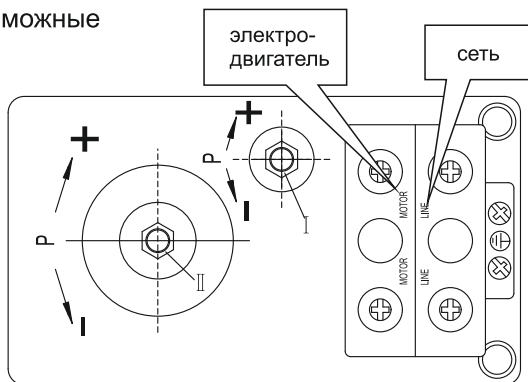 можные
электро-
двигатель
сеть
+
+
P
P
–
–
I
II
MOTOR
LINE
MOTOR
LINE